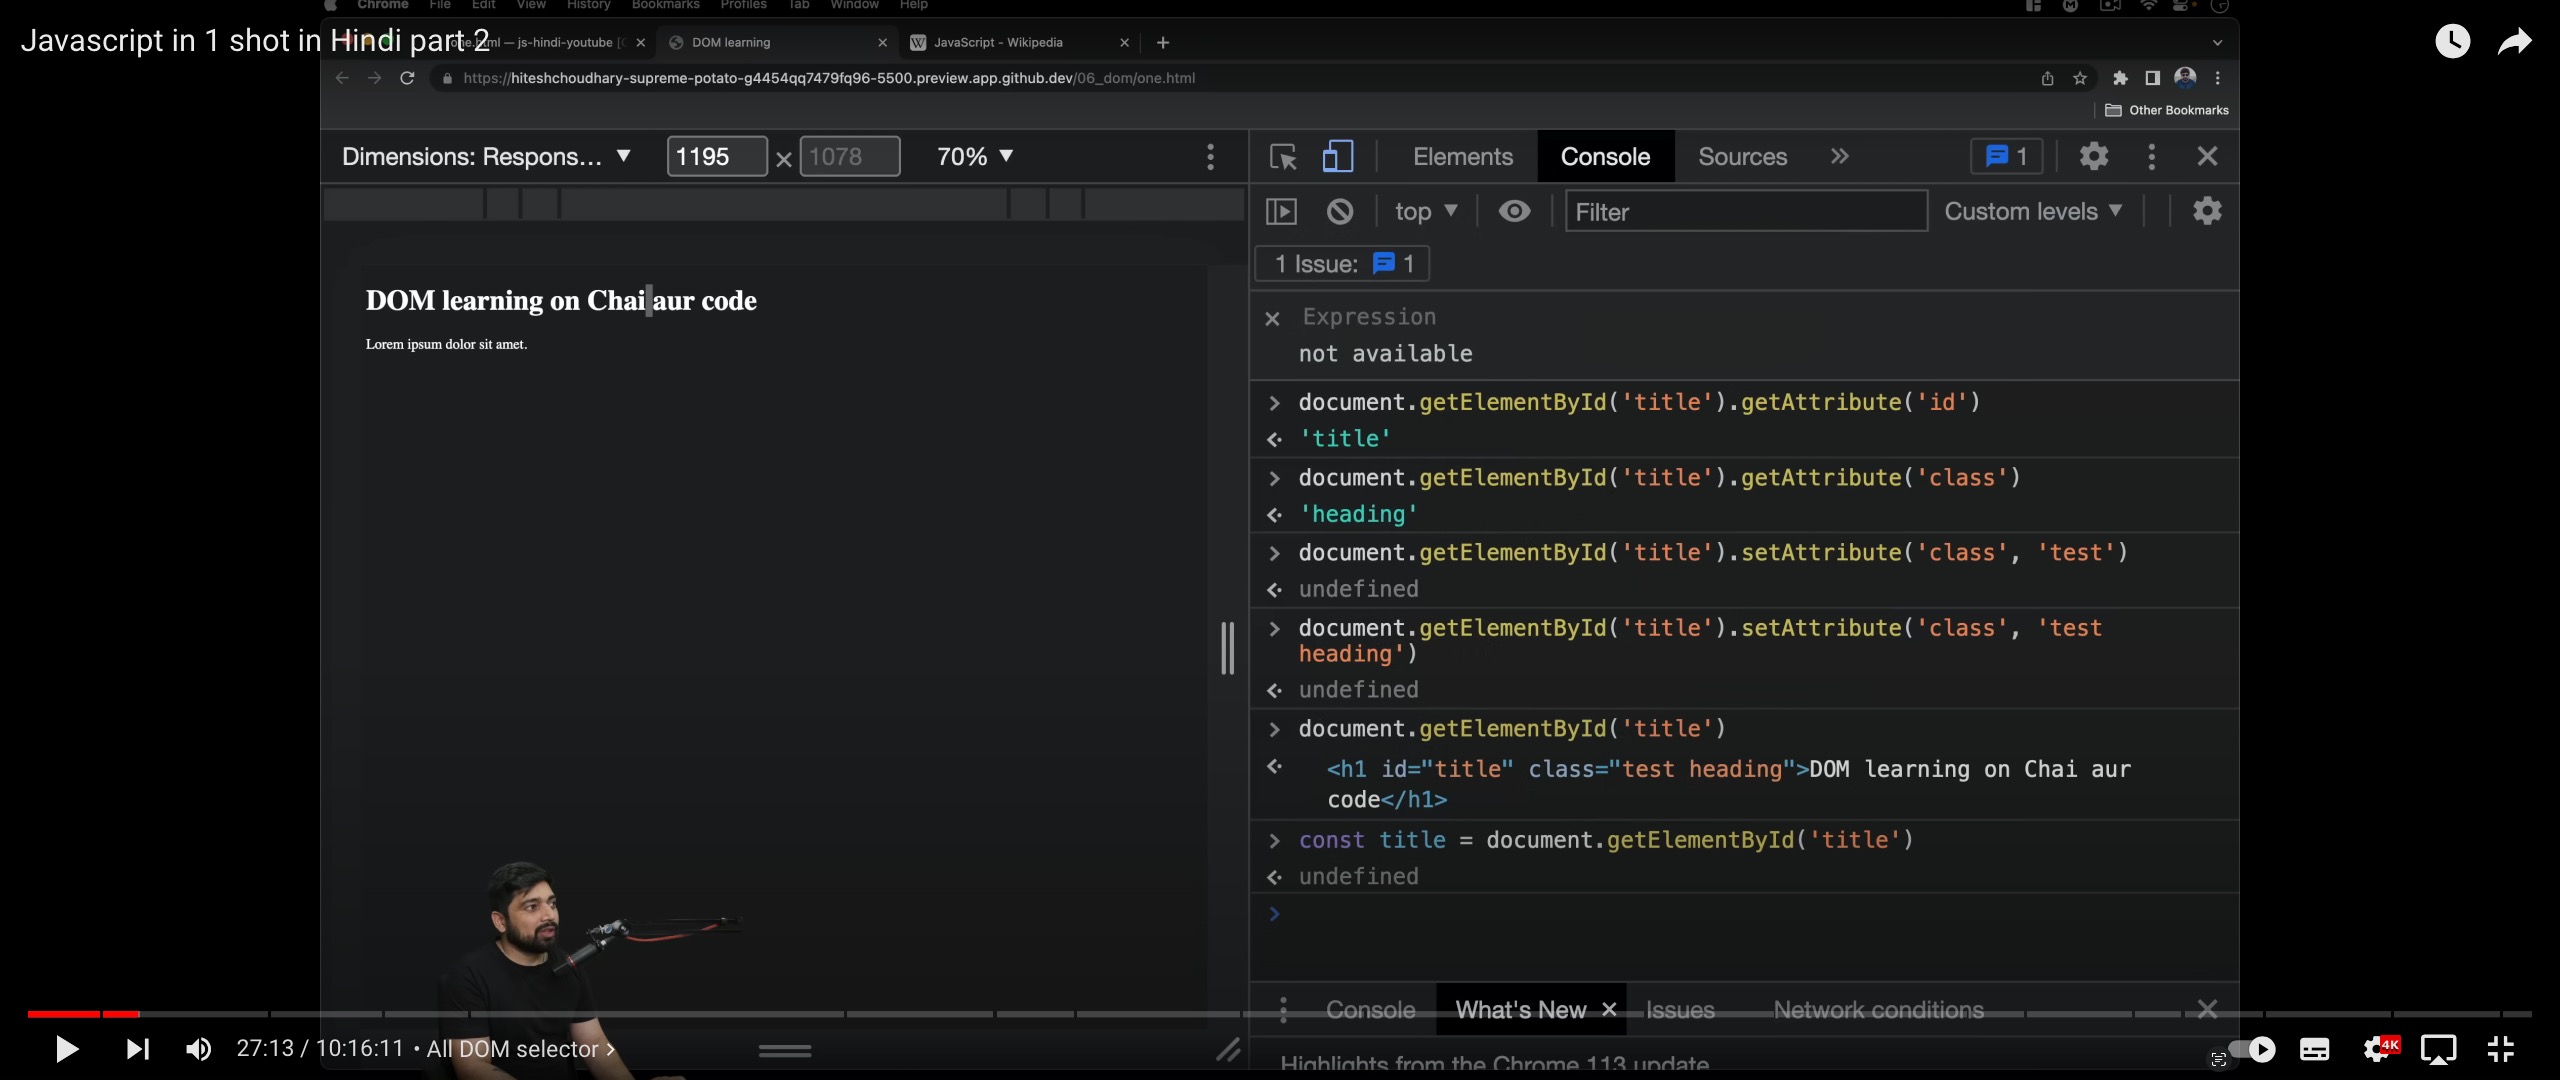 Chrome File Edit View History Bookmarks Profiles Tab Window Help
Javascript in 1 shot in Hindi part 2
one.html — js-hindi-youtube [C
DOM learning
JavaScript - Wikipedia
https://hiteshchoudhary-supreme-potato-g4454qq7479fq96-5500.preview.app.github.dev/06_dom/one.html
Other Bookmarks
Dimensions: Respons... ▼ 1195 × 1078 70% ▼
Elements Console Sources » 1
top ▼ Filter Custom levels ▼
1 Issue: 1
DOM learning on Chai aur code
Lorem ipsum dolor sit amet.
Expression
not available
> document.getElementById('title').getAttribute('id')
'title'
> document.getElementById('title').getAttribute('class')
'heading'
> document.getElementById('title').setAttribute('class', 'test')
undefined
> document.getElementById('title').setAttribute('class', 'test
heading')
undefined
> document.getElementById('title')
<h1 id="title" class="test heading">DOM learning on Chai aur
code</h1>
> const title = document.getElementById('title')
undefined
>
Console What's New × Issues Network conditions
Highlights from the Chrome 113 update
27:13 / 10:16:11 • All DOM selector >
4K